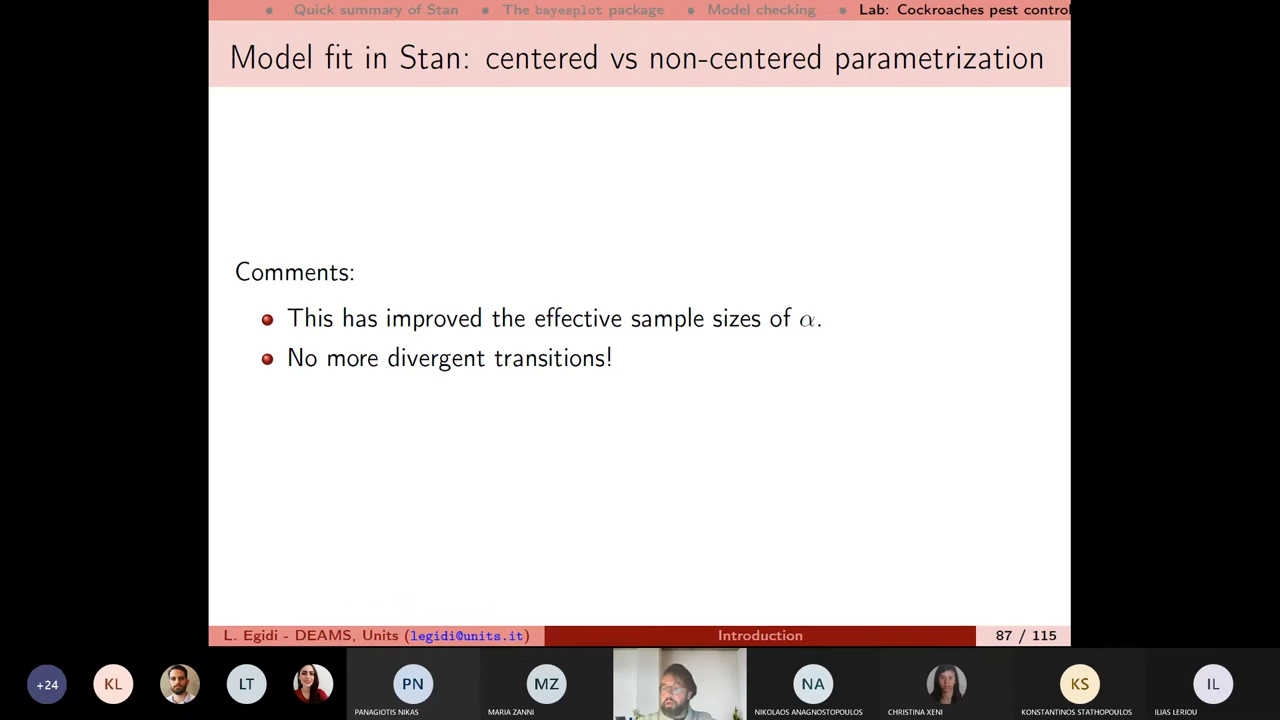 Quick summary of Stan • The bayesplot package • Model checking • Lab: Cockroaches pest control
Model fit in Stan: centered vs non-centered parametrization
Comments:
This has improved the effective sample sizes of α.
No more divergent transitions!
L. Egidi - DEAMS, Units (legidi@units.it) Introduction 87 / 115
+24 KL LT PN MZ NA KS IL
PANAGIOTIS NIKAS MARIA ZANNI NIKOLAOS ANAGNOSTOPOULOS CHRISTINA XENI KONSTANTINOS STATHOPOULOS ILIAS LERIOU